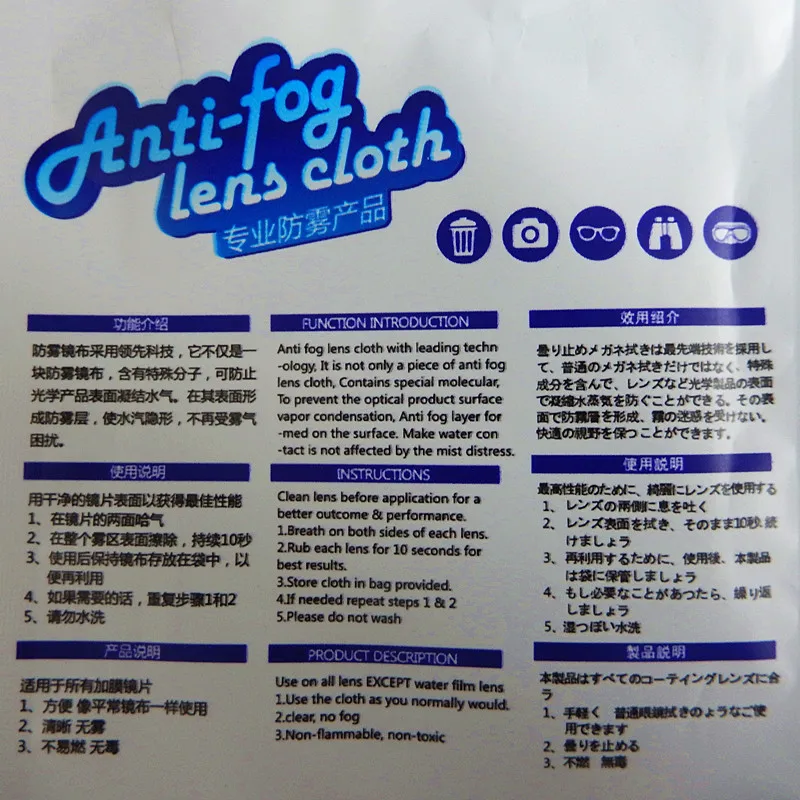 Anti-fog
lens cloth
专业防雾产品
功能介绍
防雾镜布采用领先科技，它不仅是一
块防雾镜布，含有特殊分子，可防止
光学产品表面凝结水气。在其表面形
成防雾层，使水汽隐形，不再受雾气
困扰。
使用说明
用干净的镜片表面以获得最佳性能
1、在镜片的两面哈气
2、在整个雾区表面擦除，持续10秒
3、使用后保持镜布存放在袋中，以
便再利用
4、如果需要的话，重复步骤1和2
5、请勿水洗
产品说明
适用于所有加膜镜片
1、方便 像平常镜布一样使用
2、清晰 无雾
3、不易燃 无毒
FUNCTION INTRODUCTION
Anti fog lens cloth with leading techn
-ology, It is not only a piece of anti fog
lens cloth, Contains special molecular,
To prevent the optical product surface
vapor condensation, Anti fog layer for
-med on the surface. Make water con
-tact is not affected by the mist distress.
INSTRUCTIONS
Clean lens before application for a
better outcome & performance.
1.Breath on both sides of each lens.
2.Rub each lens for 10 seconds for
best results.
3.Store cloth in bag provided.
4.If needed repeat steps 1 & 2
5.Please do not wash
PRODUCT DESCRIPTION
Use on all lens EXCEPT water film lens
1.Use the cloth as you normally would.
2.clear, no fog
3.Non-flammable, non-toxic
效用绍介
曇り止めメガネ拭きは最先端技術を採用し
て、普通のメガネ拭きだけではなく、特殊
成分を含んで、レンズなど光学製品の表面
で凝縮水蒸気を防ぐことができる。その表
面で防霧層を形成、霧の迷惑を受けない。
快適の視野を保つことができます。
使用説明
最高性能のために、綺麗にレンズを使用する
1、レンズの両側に息を吐く
2、レンズ表面を拭き、そのまま10秒.続
けましょラ
3、再利用するために、使用後、本製品
は袋に保管しましょラ
4、もし必要なことがあつたら、繰り返
しましょラ
5、湿つぽい水洗
製品説明
本製品はすべてのコーティングレンズに合
ラ
1、手軽く 普通眼鏡拭きのょラなご使
用できます
2、曇りを止める
3、不燃 無毒